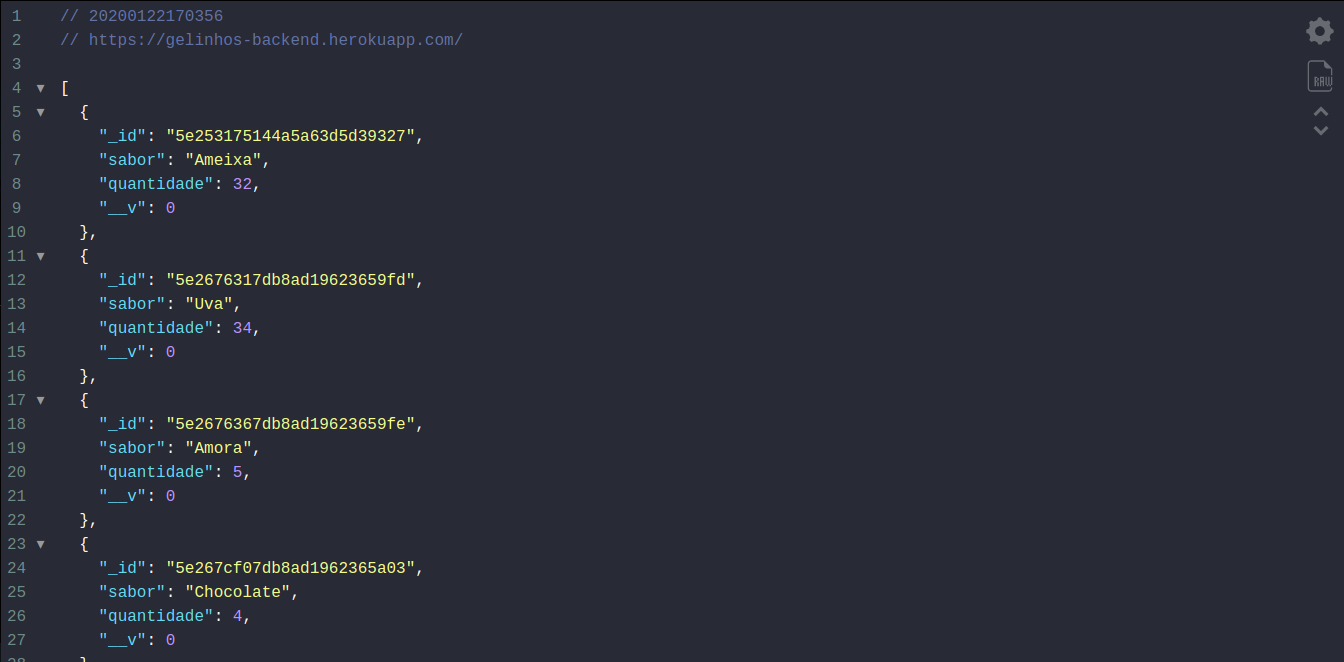 1 // 20200122170356
2 // https://gelinhos-backend.herokuapp.com/
3
4 ▼ [
5 ▼ {
6 "_id": "5e253175144a5a63d5d39327",
7 "sabor": "Ameixa",
8 "quantidade": 32,
9 "__v": 0
10 },
11 ▼ {
12 "_id": "5e2676317db8ad19623659fd",
13 "sabor": "Uva",
14 "quantidade": 34,
15 "__v": 0
16 },
17 ▼ {
18 "_id": "5e2676367db8ad19623659fe",
19 "sabor": "Amora",
20 "quantidade": 5,
21 "__v": 0
22 },
23 ▼ {
24 "_id": "5e267cf07db8ad1962365a03",
25 "sabor": "Chocolate",
26 "quantidade": 4,
27 "__v": 0
RAW